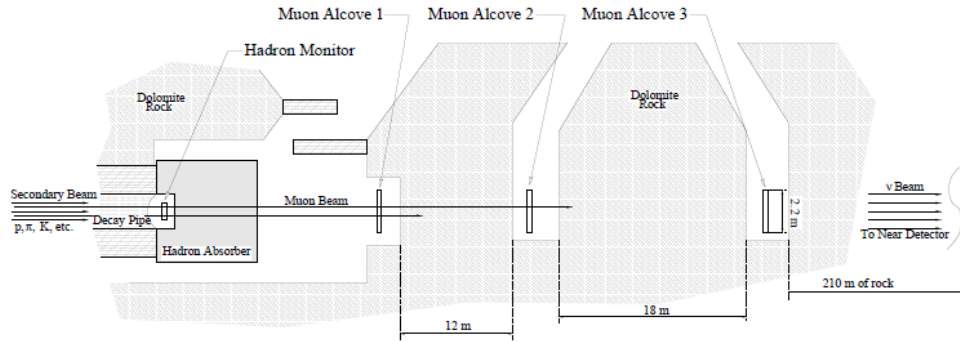 Muon Alcove 1
Muon Alcove 2
Muon Alcove 3
Hadron Monitor
Dolomite
Rock
Dolomite
Rock
Secondary Beam
p, π, K, etc.
Decay Pipe
Hadron Absorber
Muon Beam
2.2 m
ν Beam
To Near Detector
210 m of rock
12 m
18 m